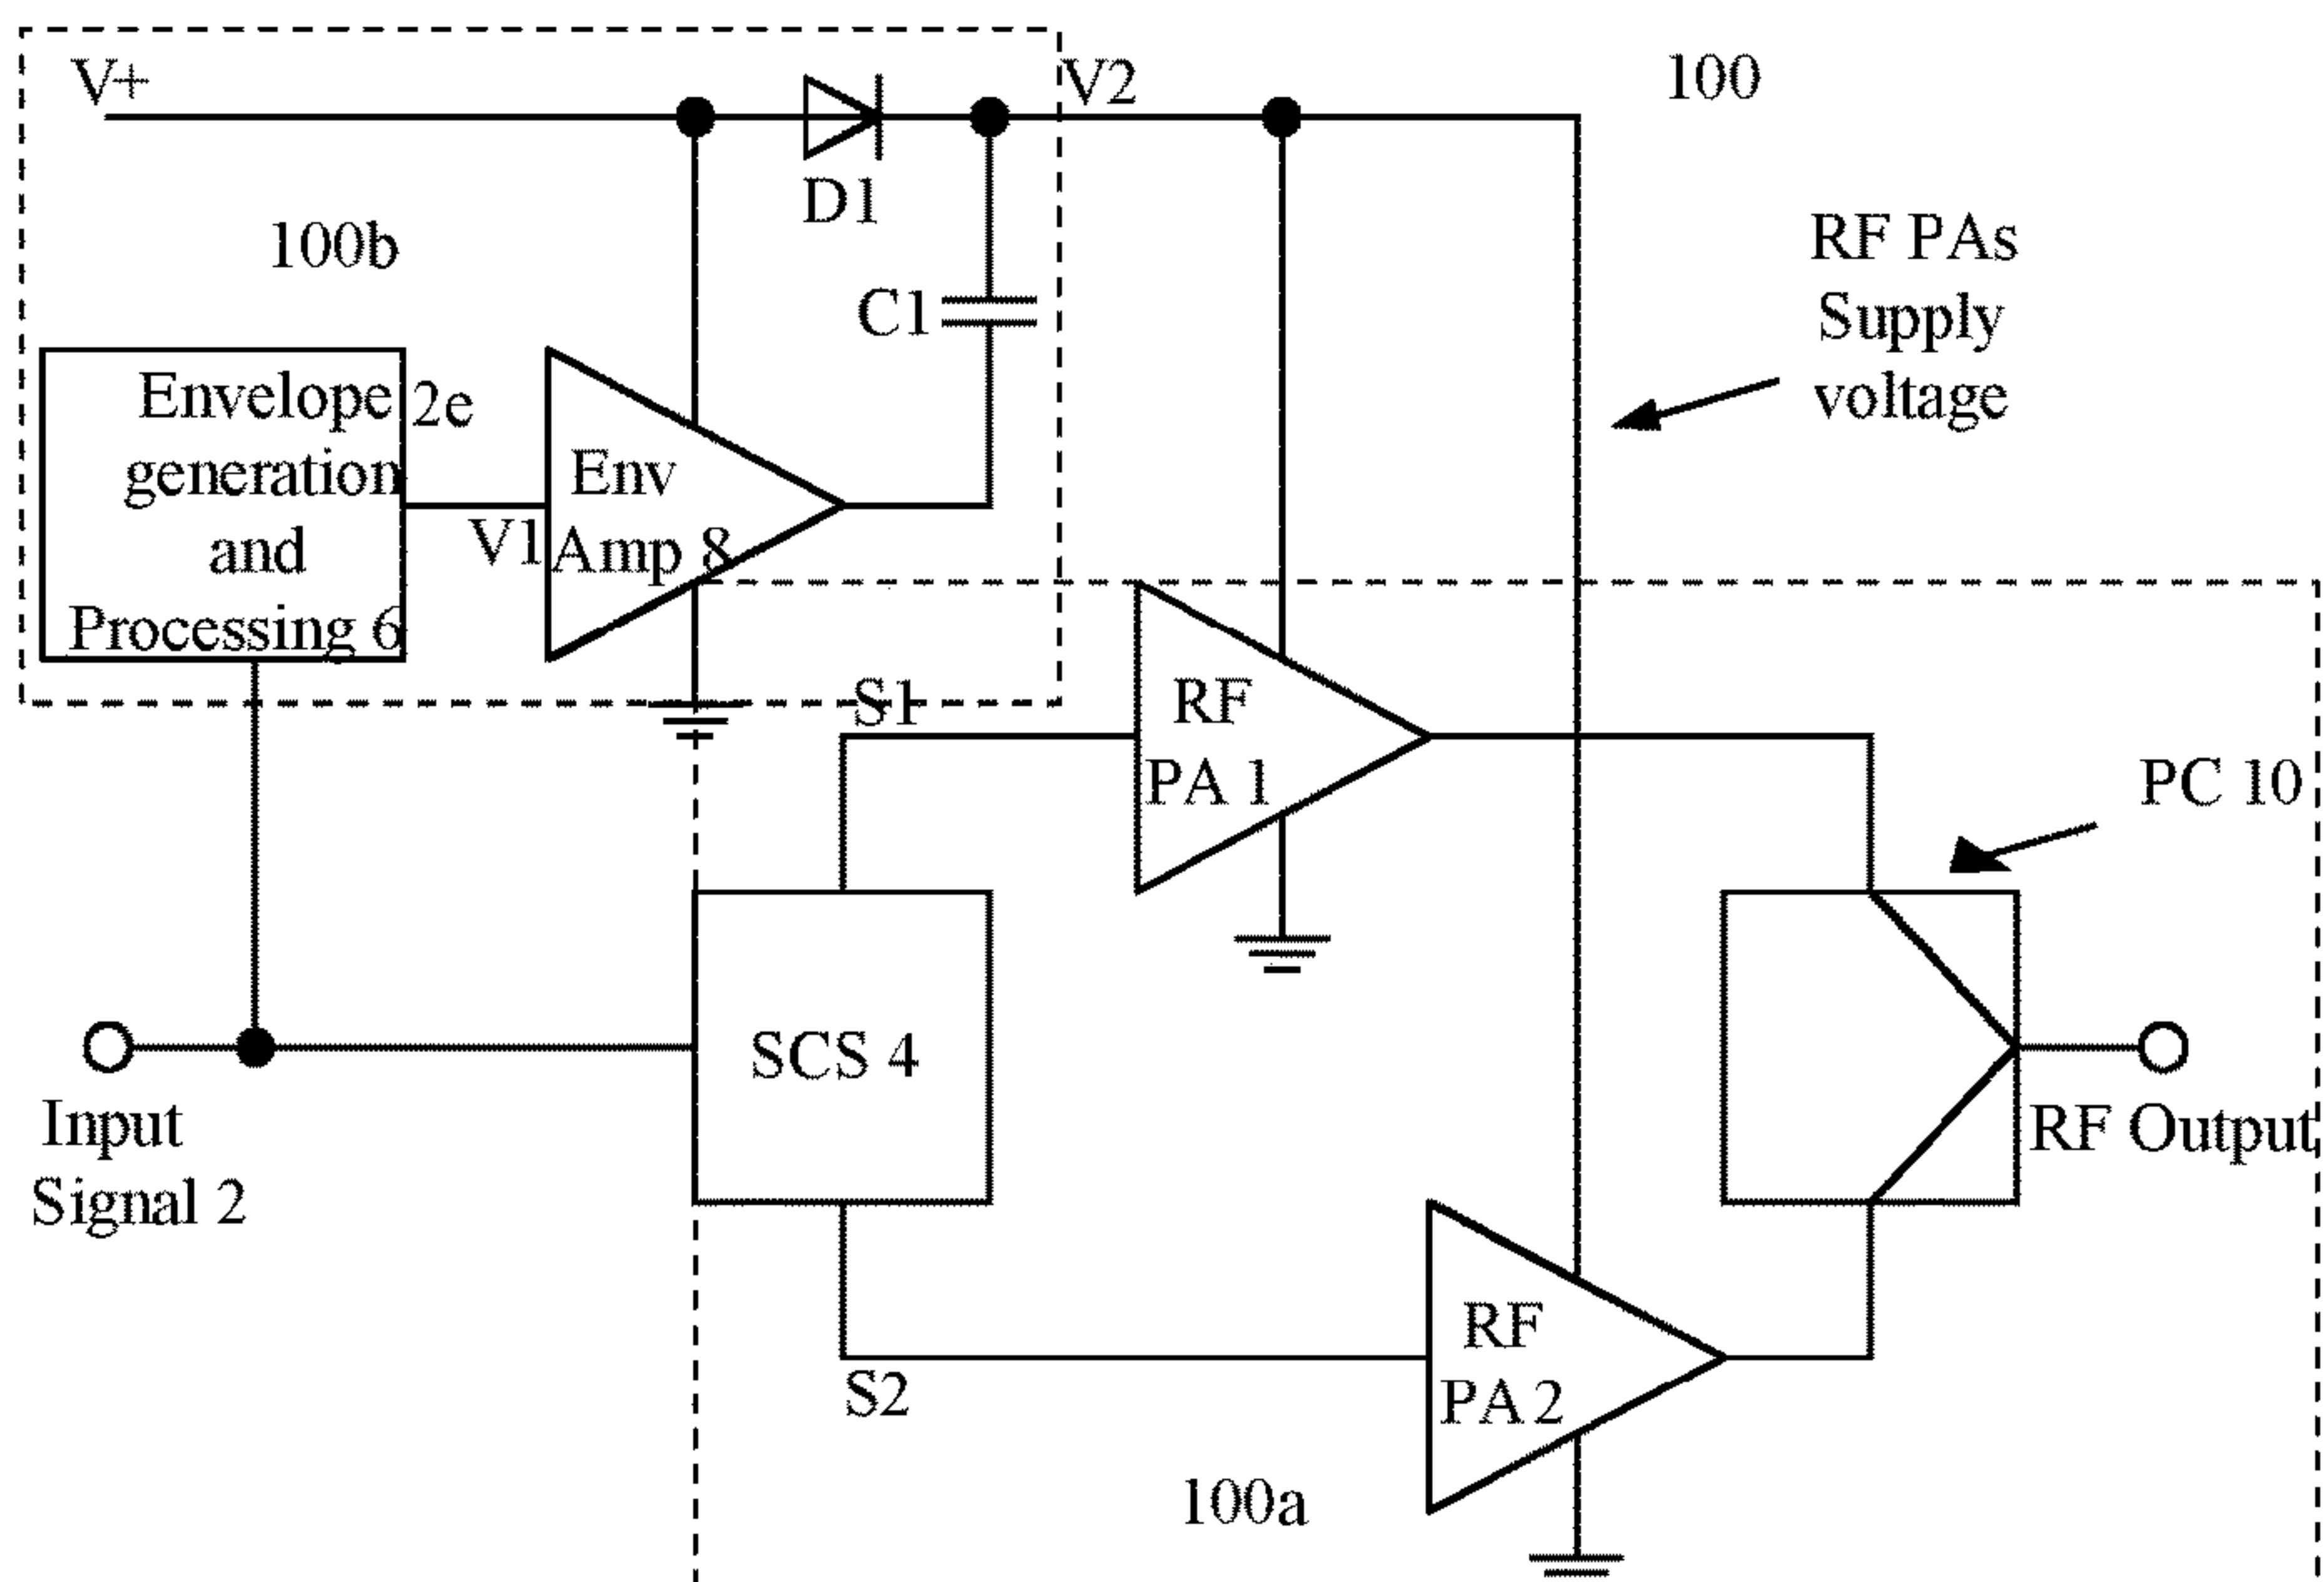 V+
V2
100
D1
100b
RF PAs
Supply
voltage
C1
Envelope
generation
and
Processing 6
2e
V1
Env
Amp 8
S1
RF
PA 1
PC 10
SCS 4
Input
Signal 2
RF Output
S2
RF
PA 2
100a